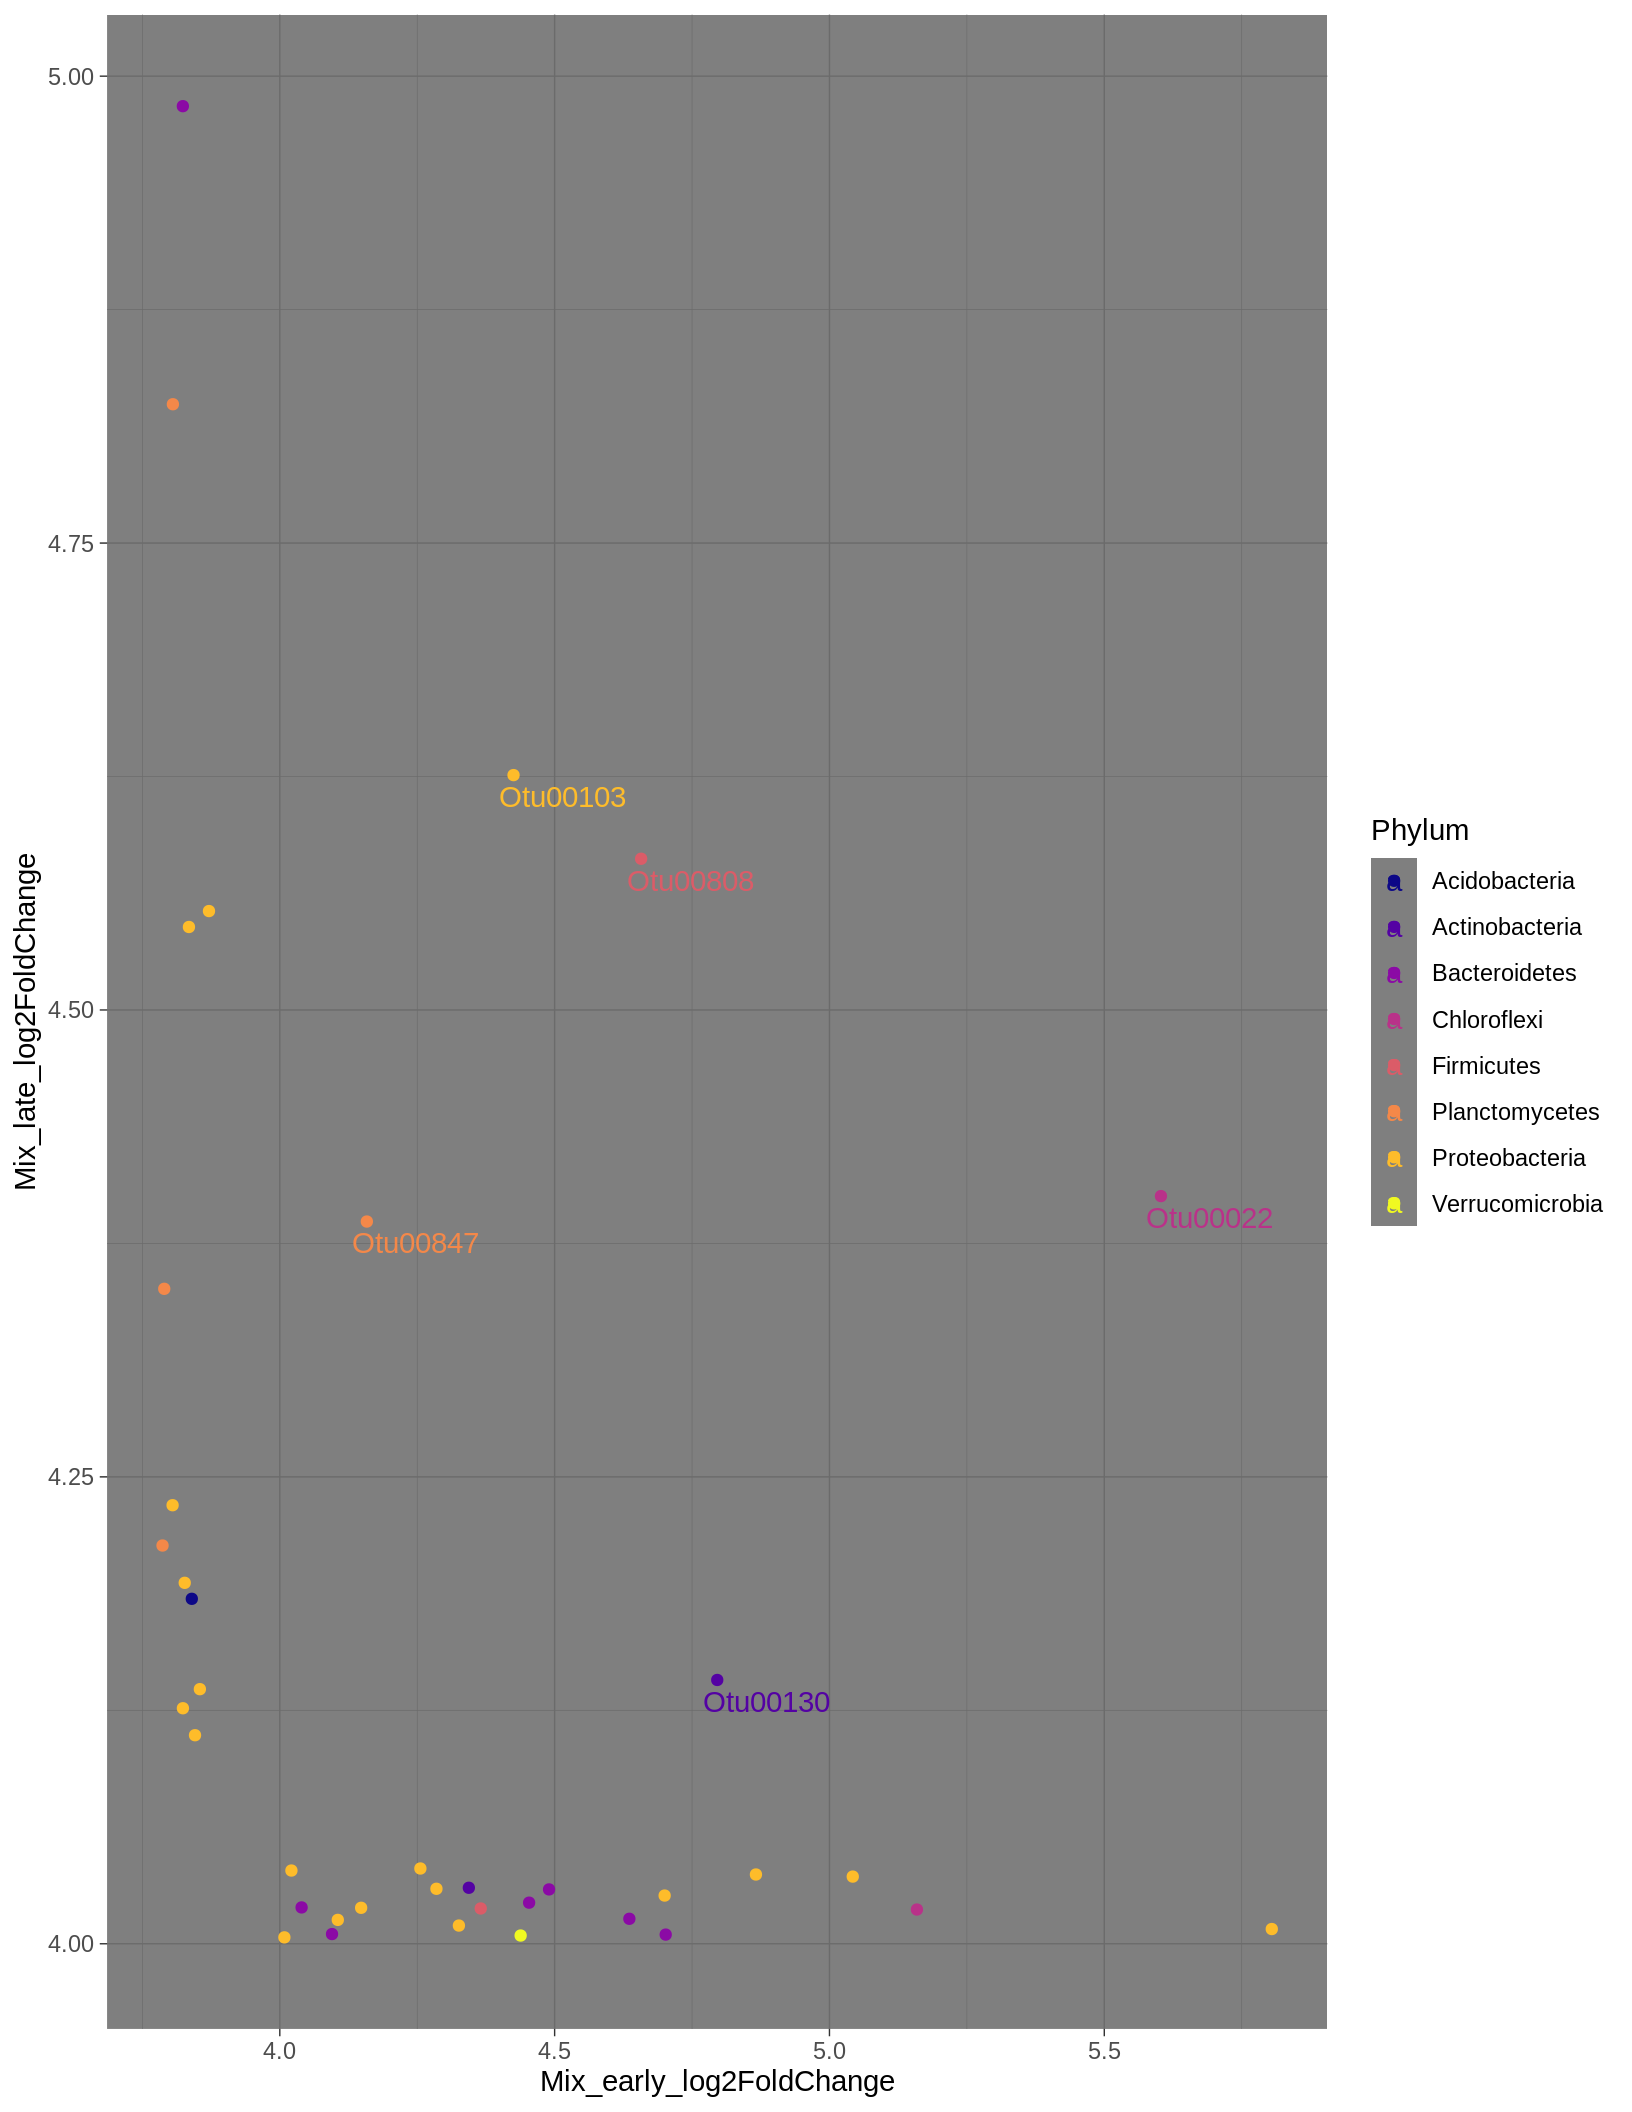 5.00
4.75
4.50
4.25
4.00
Mix_late_log2FoldChange
Otu00103
Otu00808
Otu00022
Otu00847
Otu00130
4.0
4.5
5.0
5.5
Mix_early_log2FoldChange
Phylum
a Acidobacteria
a Actinobacteria
a Bacteroidetes
a Chloroflexi
a Firmicutes
a Planctomycetes
a Proteobacteria
a Verrucomicrobia